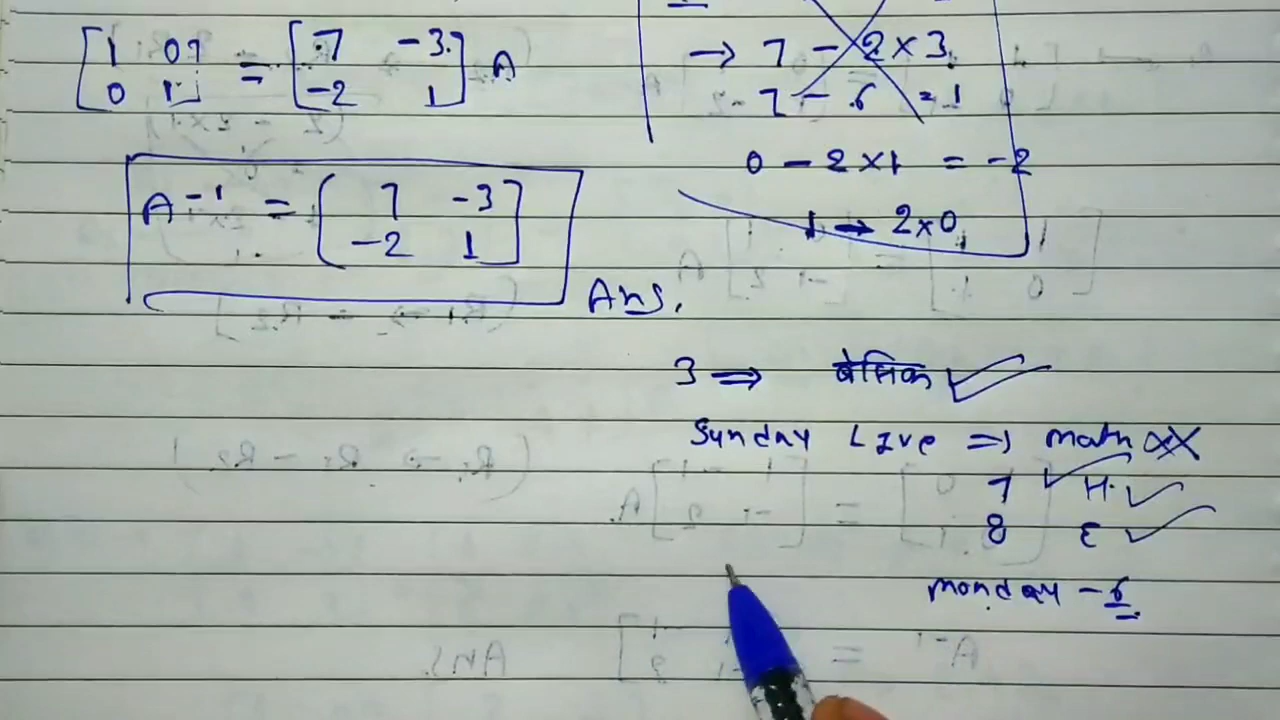 [1 0] = [7 -3] A
[0 1]   [-2 1]
A⁻¹ = [7 -3]
[-2 1]
Ans.
→ 7 - 2×3
7 - 6 = 1
0 - 2×1 = -2
1 → 2×0
3 ⇒ बेसिक
Sunday Live ⇒ math XX
7 H.
8 E
monday - 6